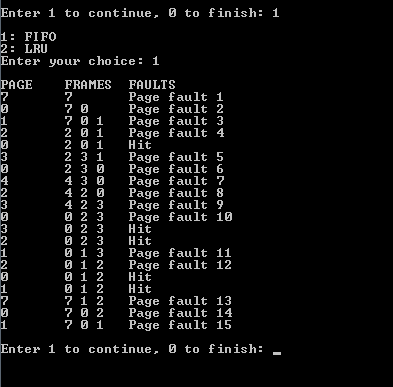 Enter 1 to continue, 0 to finish: 1
1: FIFO
2: LRU
Enter your choice: 1
PAGE FRAMES FAULTS
7 7 Page fault 1
0 7 0 Page fault 2
1 7 0 1 Page fault 3
2 2 0 1 Page fault 4
0 2 0 1 Hit
3 2 3 1 Page fault 5
0 2 3 0 Page fault 6
4 4 3 0 Page fault 7
2 4 2 0 Page fault 8
3 4 2 3 Page fault 9
0 0 2 3 Page fault 10
3 0 2 3 Hit
2 0 2 3 Hit
1 0 1 3 Page fault 11
2 0 1 2 Page fault 12
0 0 1 2 Hit
1 0 1 2 Hit
7 7 1 2 Page fault 13
0 7 0 2 Page fault 14
1 7 0 1 Page fault 15
Enter 1 to continue, 0 to finish: _